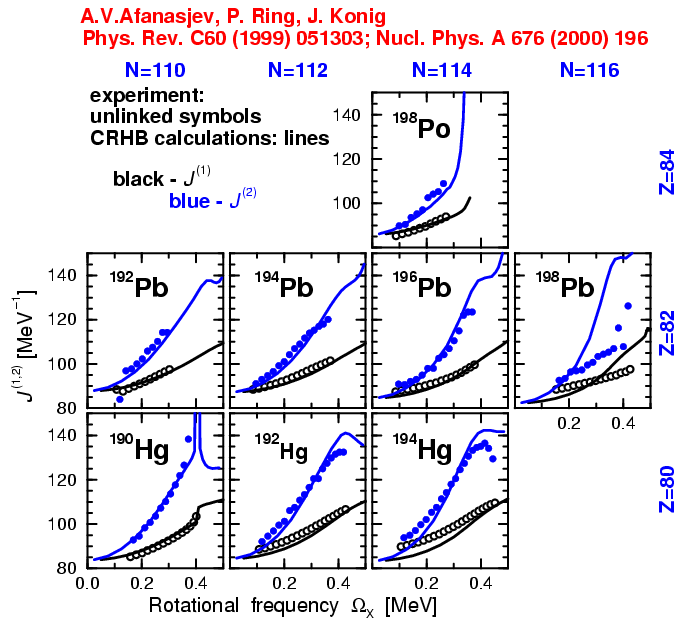 A.V.Afanasjev, P. Ring, J. Konig
Phys. Rev. C60 (1999) 051303; Nucl. Phys. A 676 (2000) 196
N=110 N=112 N=114 N=116
experiment:
unlinked symbols
CRHB calculations: lines
black - J(1)
blue - J(2)
140
120
100
198Po
Z=84
140
120
100
80
192Pb
194Pb
196Pb
198Pb
Z=82
0.2 0.4
J(1,2) [MeV−1]
140
120
100
80
190Hg
192Hg
194Hg
Z=80
0.0 0.2 0.4 0.2 0.4 0.2 0.4
Rotational frequency Ωx [MeV]